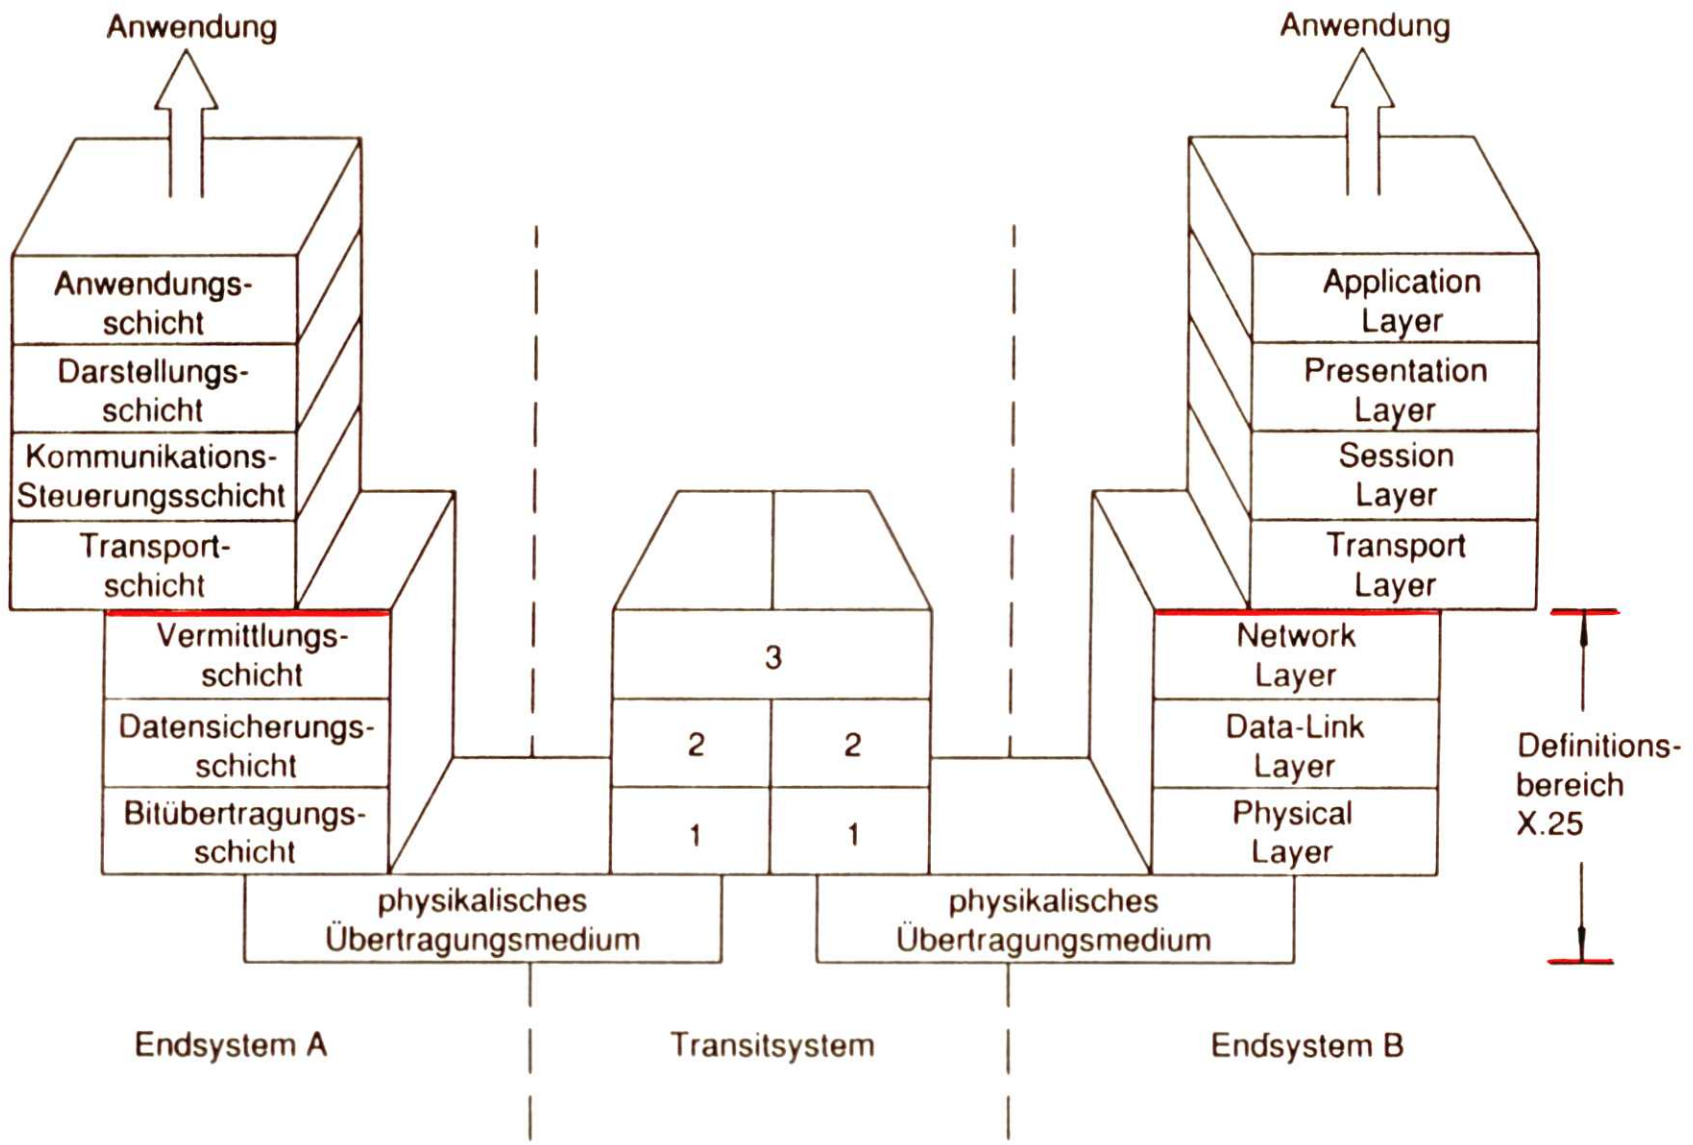 Anwendung
Anwendung
Anwendungs-
schicht
Darstellungs-
schicht
Kommunikations-
Steuerungsschicht
Transport-
schicht
Vermittlungs-
schicht
Datensicherungs-
schicht
Bitübertragungs-
schicht
physikalisches
Übertragungsmedium
3
2 2
1 1
physikalisches
Übertragungsmedium
Application
Layer
Presentation
Layer
Session
Layer
Transport
Layer
Network
Layer
Data-Link
Layer
Physical
Layer
Definitions-
bereich
X.25
Endsystem A
Transitsystem
Endsystem B